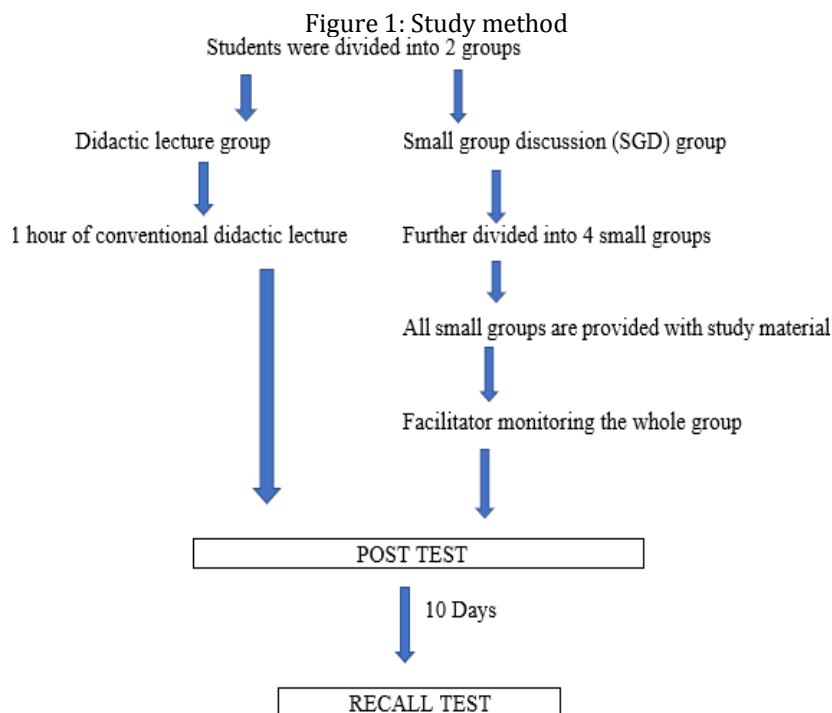 Figure 1: Study method
Students were divided into 2 groups
Didactic lecture group
Small group discussion (SGD) group
1 hour of conventional didactic lecture
Further divided into 4 small groups
All small groups are provided with study material
Facilitator monitoring the whole group
POST TEST
10 Days
RECALL TEST